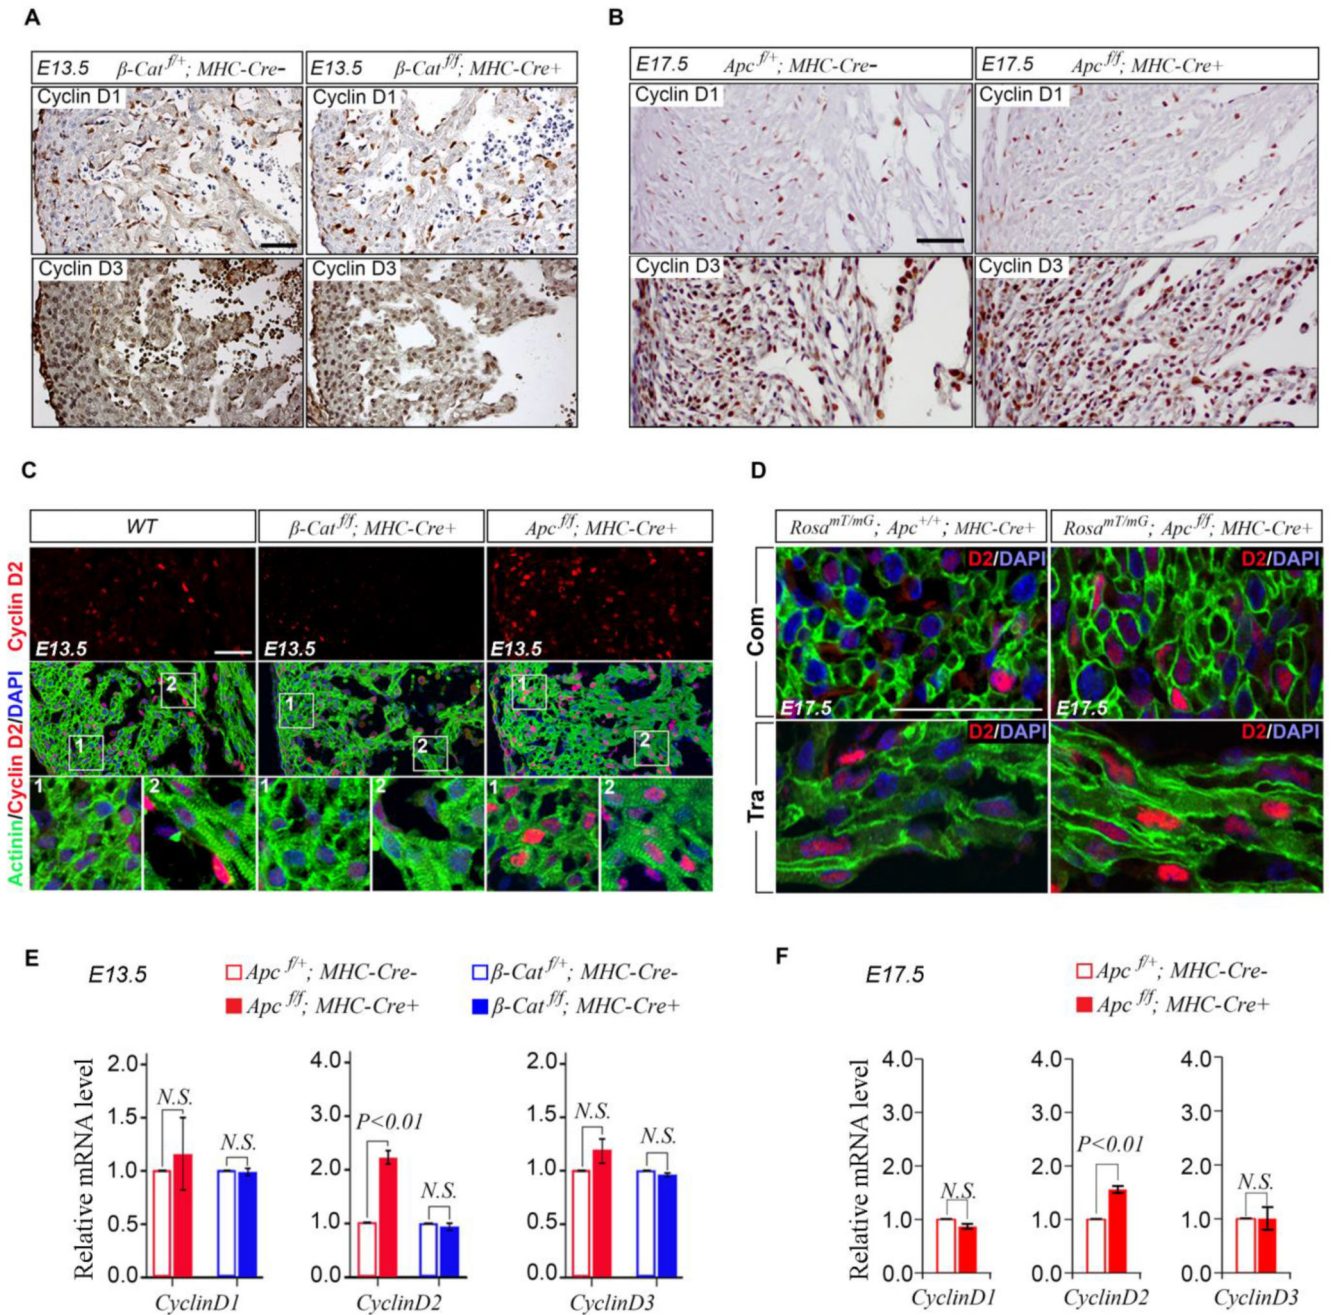 A
B
E13.5 β-Cat f/+; MHC-Cre-
E13.5 β-Cat f/f; MHC-Cre+
E17.5 Apc f/+; MHC-Cre-
E17.5 Apc f/f; MHC-Cre+
Cyclin D1
Cyclin D1
Cyclin D1
Cyclin D1
Cyclin D3
Cyclin D3
Cyclin D3
Cyclin D3
C
D
WT
β-Cat f/f; MHC-Cre+
Apc f/f; MHC-Cre+
Rosa mT/mG; Apc +/+; MHC-Cre+
Rosa mT/mG; Apc f/f; MHC-Cre+
Cyclin D2
E13.5
E13.5
E13.5
Actinin/Cyclin D2/DAPI
1
2
1
2
1
2
1
2
1
2
1
2
Com
D2/DAPI
D2/DAPI
E17.5
E17.5
Tra
D2/DAPI
D2/DAPI
E
E13.5
Apc f/+; MHC-Cre-
β-Cat f/+; MHC-Cre-
Apc f/f; MHC-Cre+
β-Cat f/f; MHC-Cre+
Relative mRNA level
2.0
1.5
1.0
0.5
0.0
N.S.
N.S.
CyclinD1
4.0
3.0
2.0
1.0
0.0
P<0.01
N.S.
CyclinD2
2.0
1.5
1.0
0.5
0.0
N.S.
N.S.
CyclinD3
F
E17.5
Apc f/+; MHC-Cre-
Apc f/f; MHC-Cre+
Relative mRNA level
4.0
4.0
2.0
1.0
0.0
N.S.
CyclinD1
4.0
4.0
2.0
1.0
0.0
P<0.01
CyclinD2
4.0
4.0
2.0
1.0
0.0
N.S.
CyclinD3